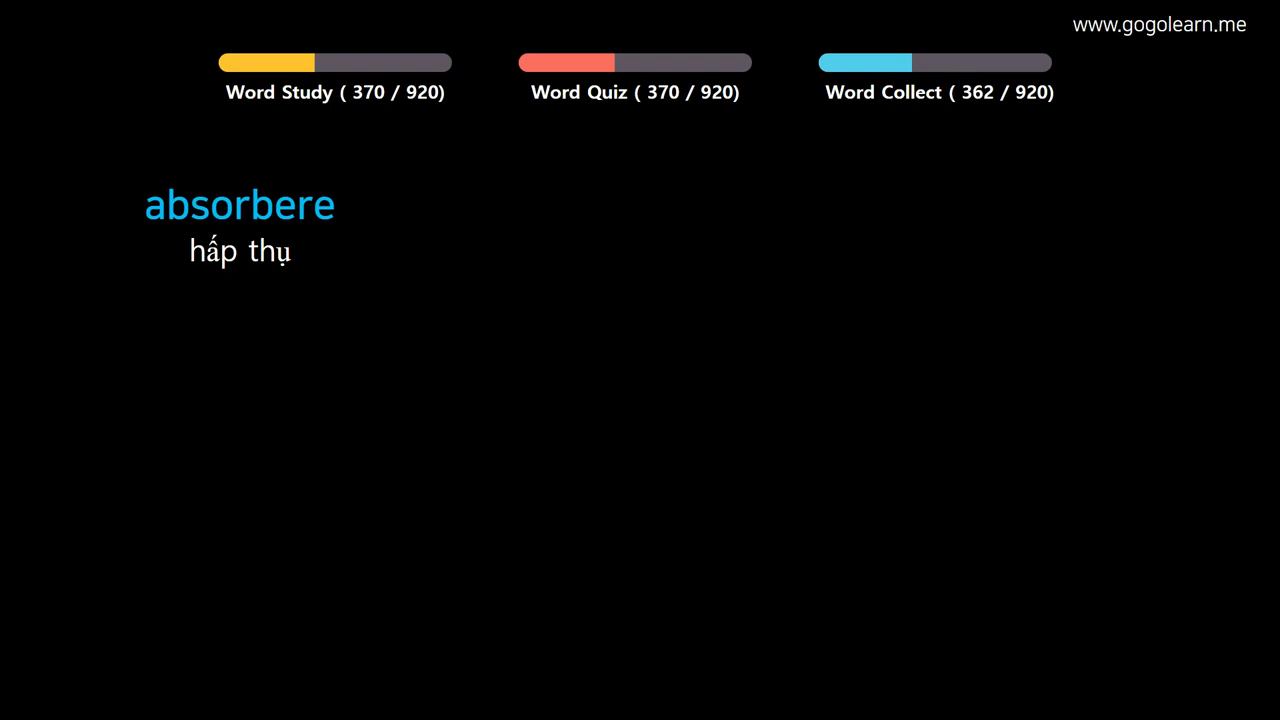 www.gogolearn.me
Word Study ( 370 / 920)
Word Quiz ( 370 / 920)
Word Collect ( 362 / 920)
absorbere
hấp thụ